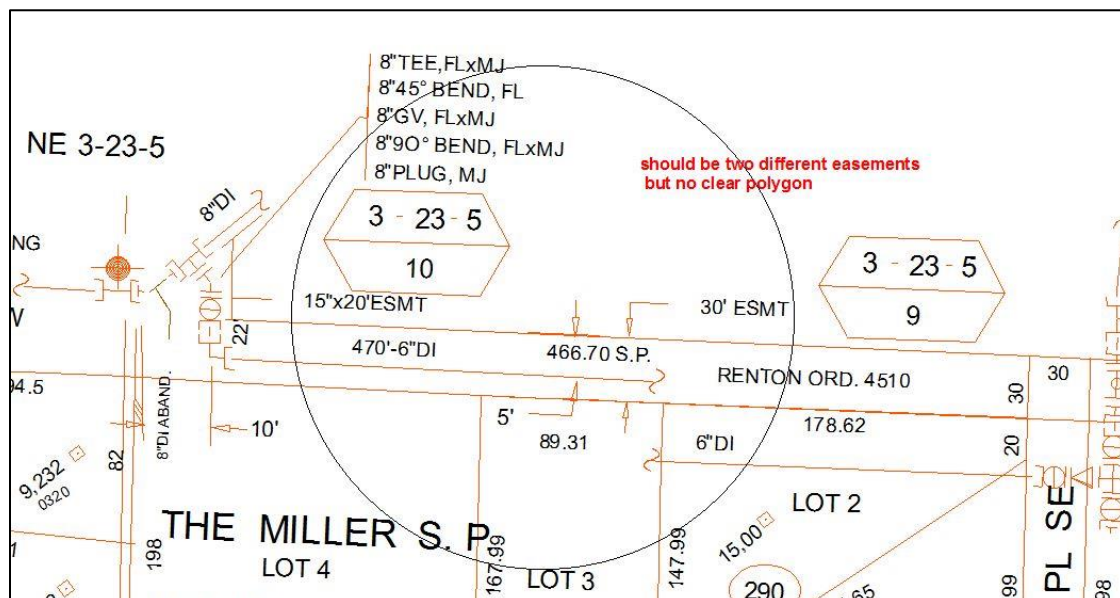 8"TEE,FLxMJ
8"45° BEND, FL
8"GV, FLxMJ
8"9O° BEND, FLxMJ
8"PLUG, MJ
NE 3-23-5
should be two different easements
but no clear polygon
8"DI
3 - 23 - 5
10
3 - 23 - 5
9
NG
15"x20'ESMT
30' ESMT
22'
470'-6"DI
466.70 S.P.
RENTON ORD. 4510
30
30
94.5
8"DI ABAND.
10'
5'
89.31
178.62
6"DI
20
82
9,232
0320
LOT 2
THE MILLER S. P.
15,00
PL SE
198
LOT 4
167.99
LOT 3
147.99
290
.65
99
98